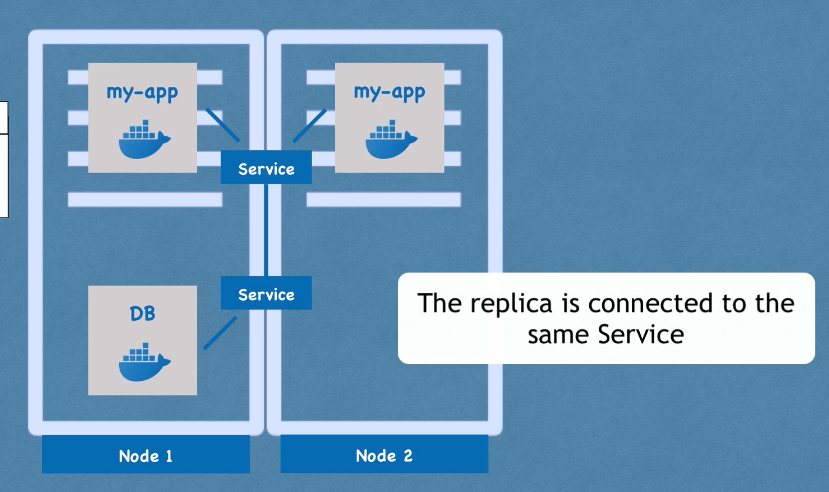 my-app
my-app
Service
Service
DB
The replica is connected to the
same Service
Node 1
Node 2